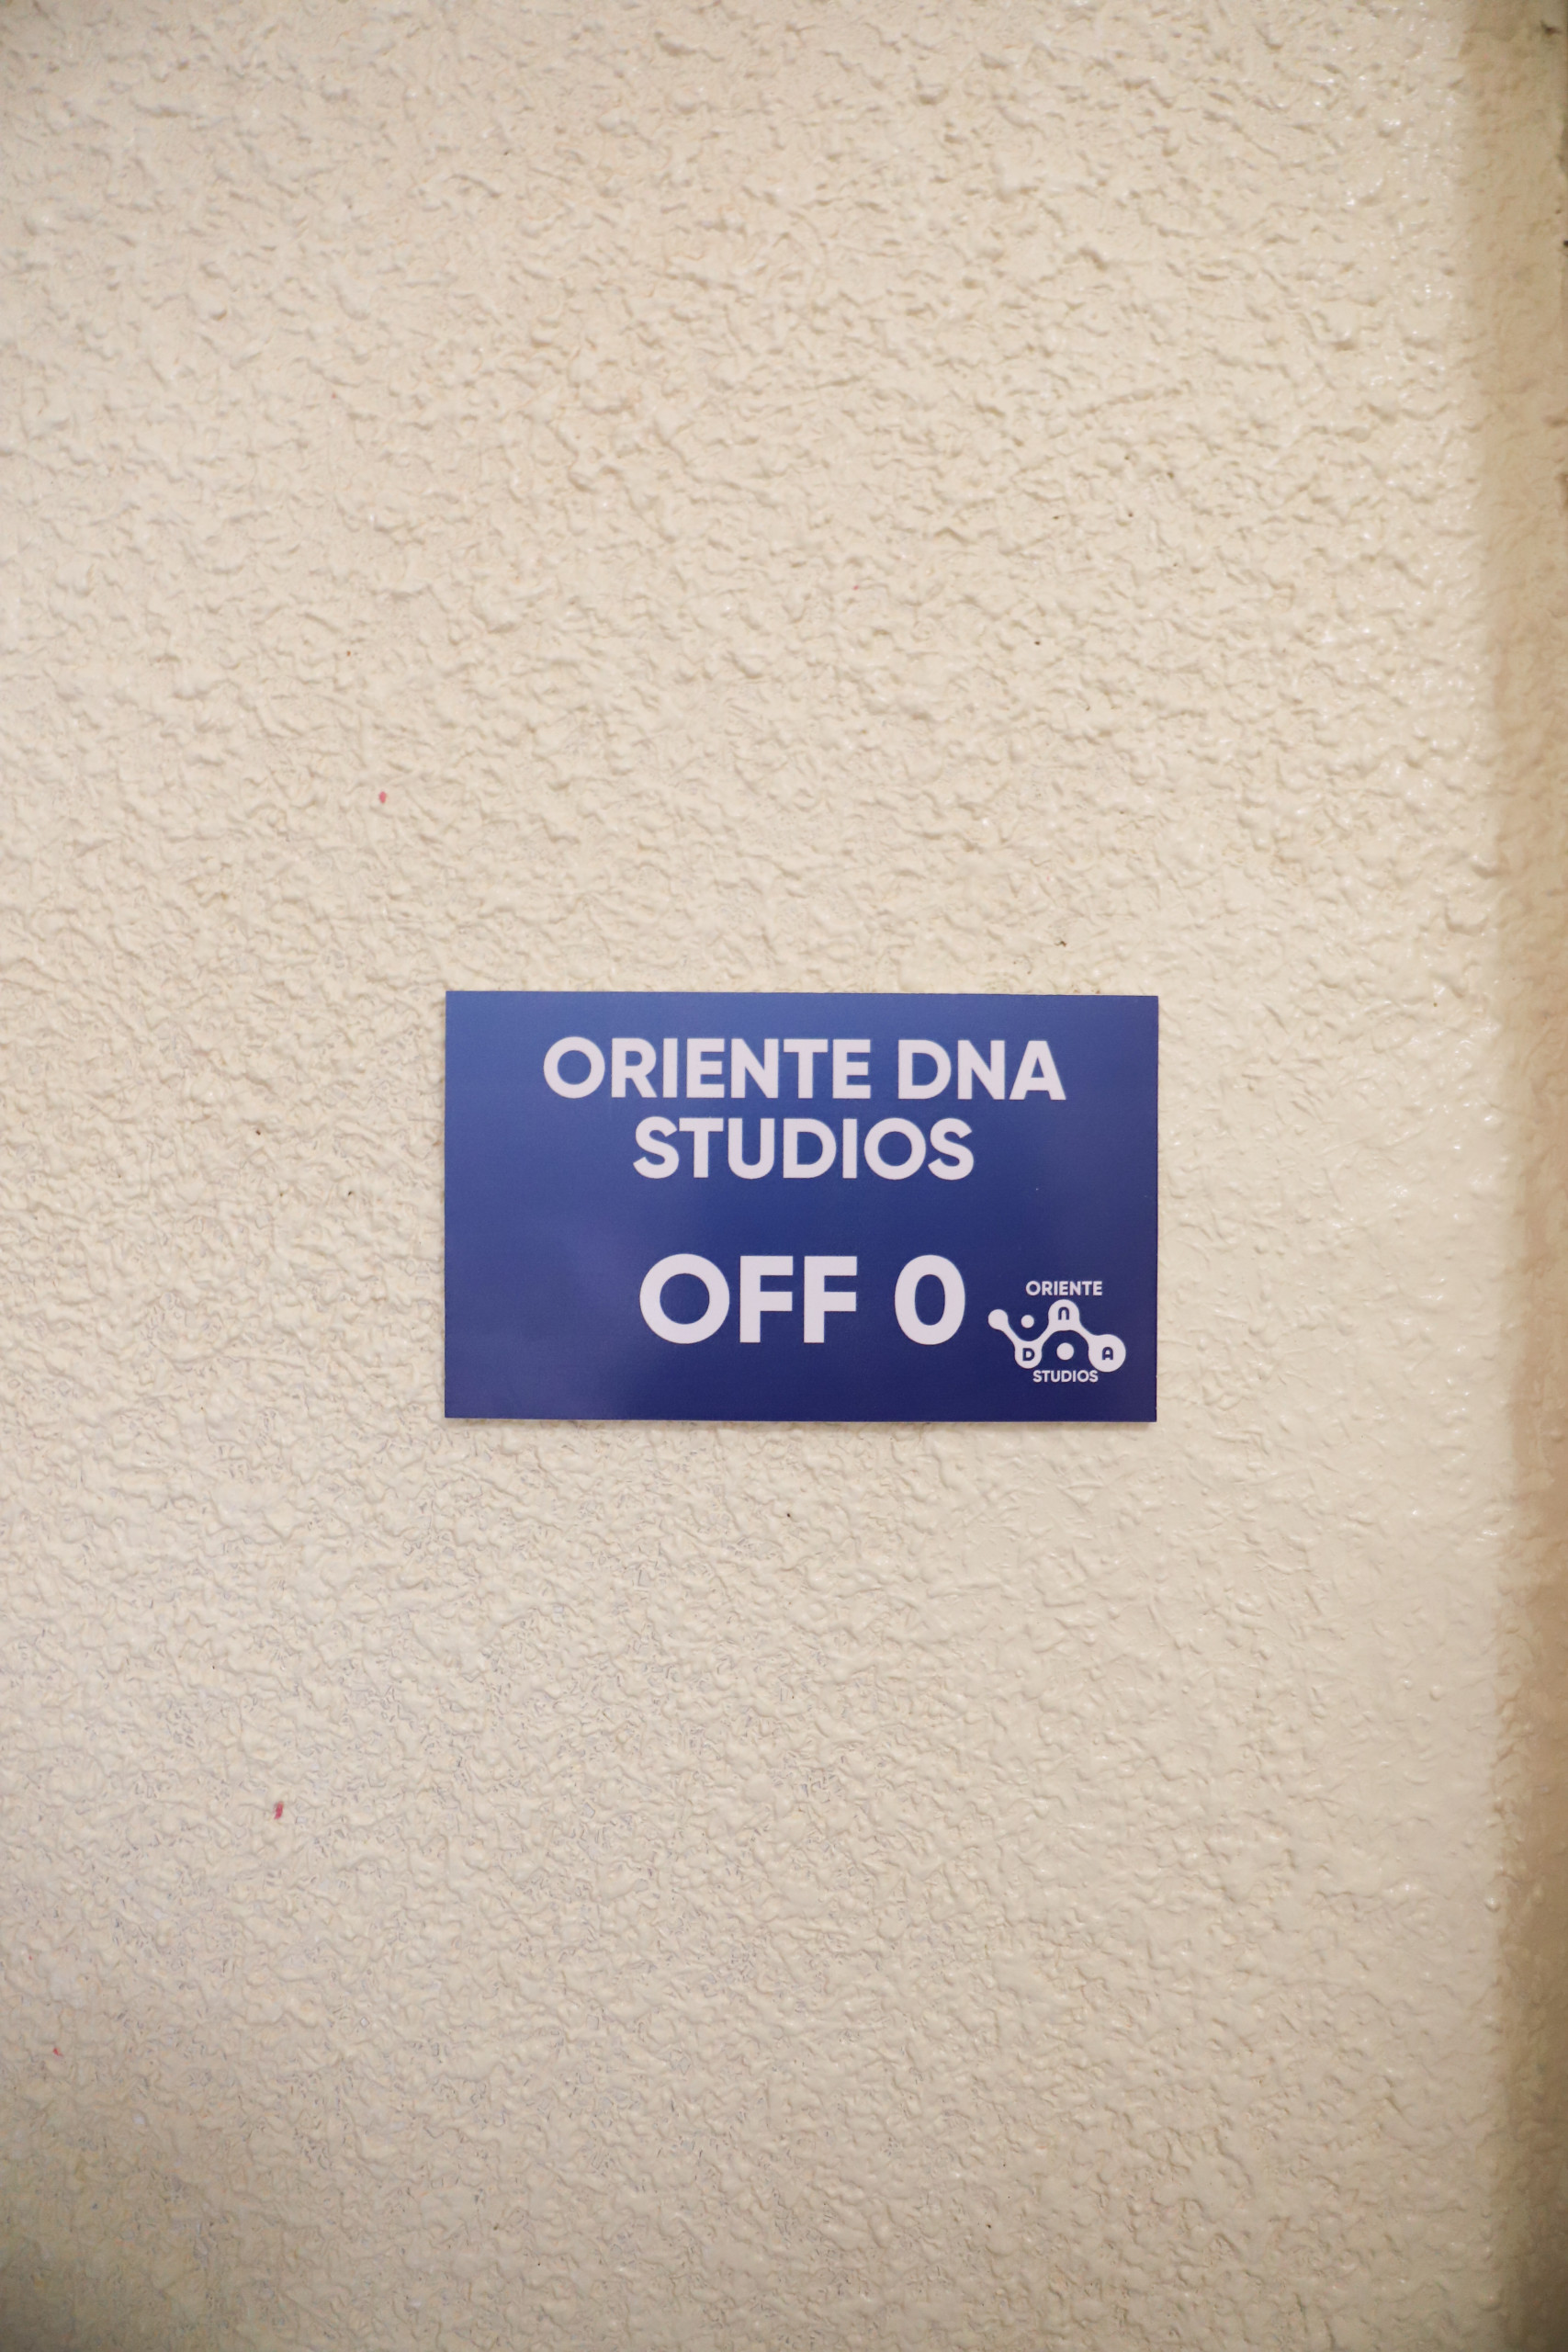 ORIENTE DNA
STUDIOS
OFF 0
ORIENTE
D N A
STUDIOS